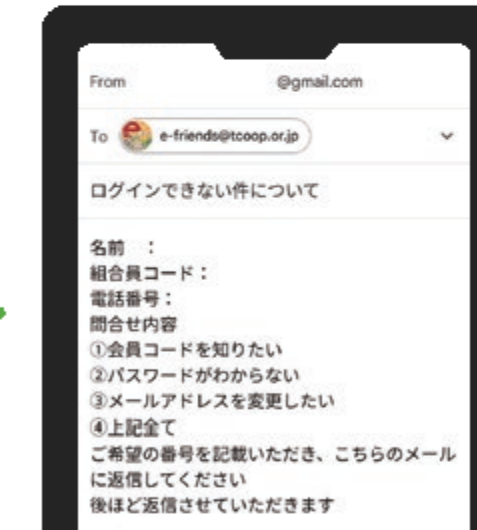 From @gmail.com
To e-friends@tcoop.or.jp
ログインできない件について
名前　：
組合員コード：
電話番号：
問合せ内容
①会員コードを知りたい
②パスワードがわからない
③メールアドレスを変更したい
④上記全て
ご希望の番号を記載いただき、こちらのメール
に返信してください
後ほど返信させていただきます